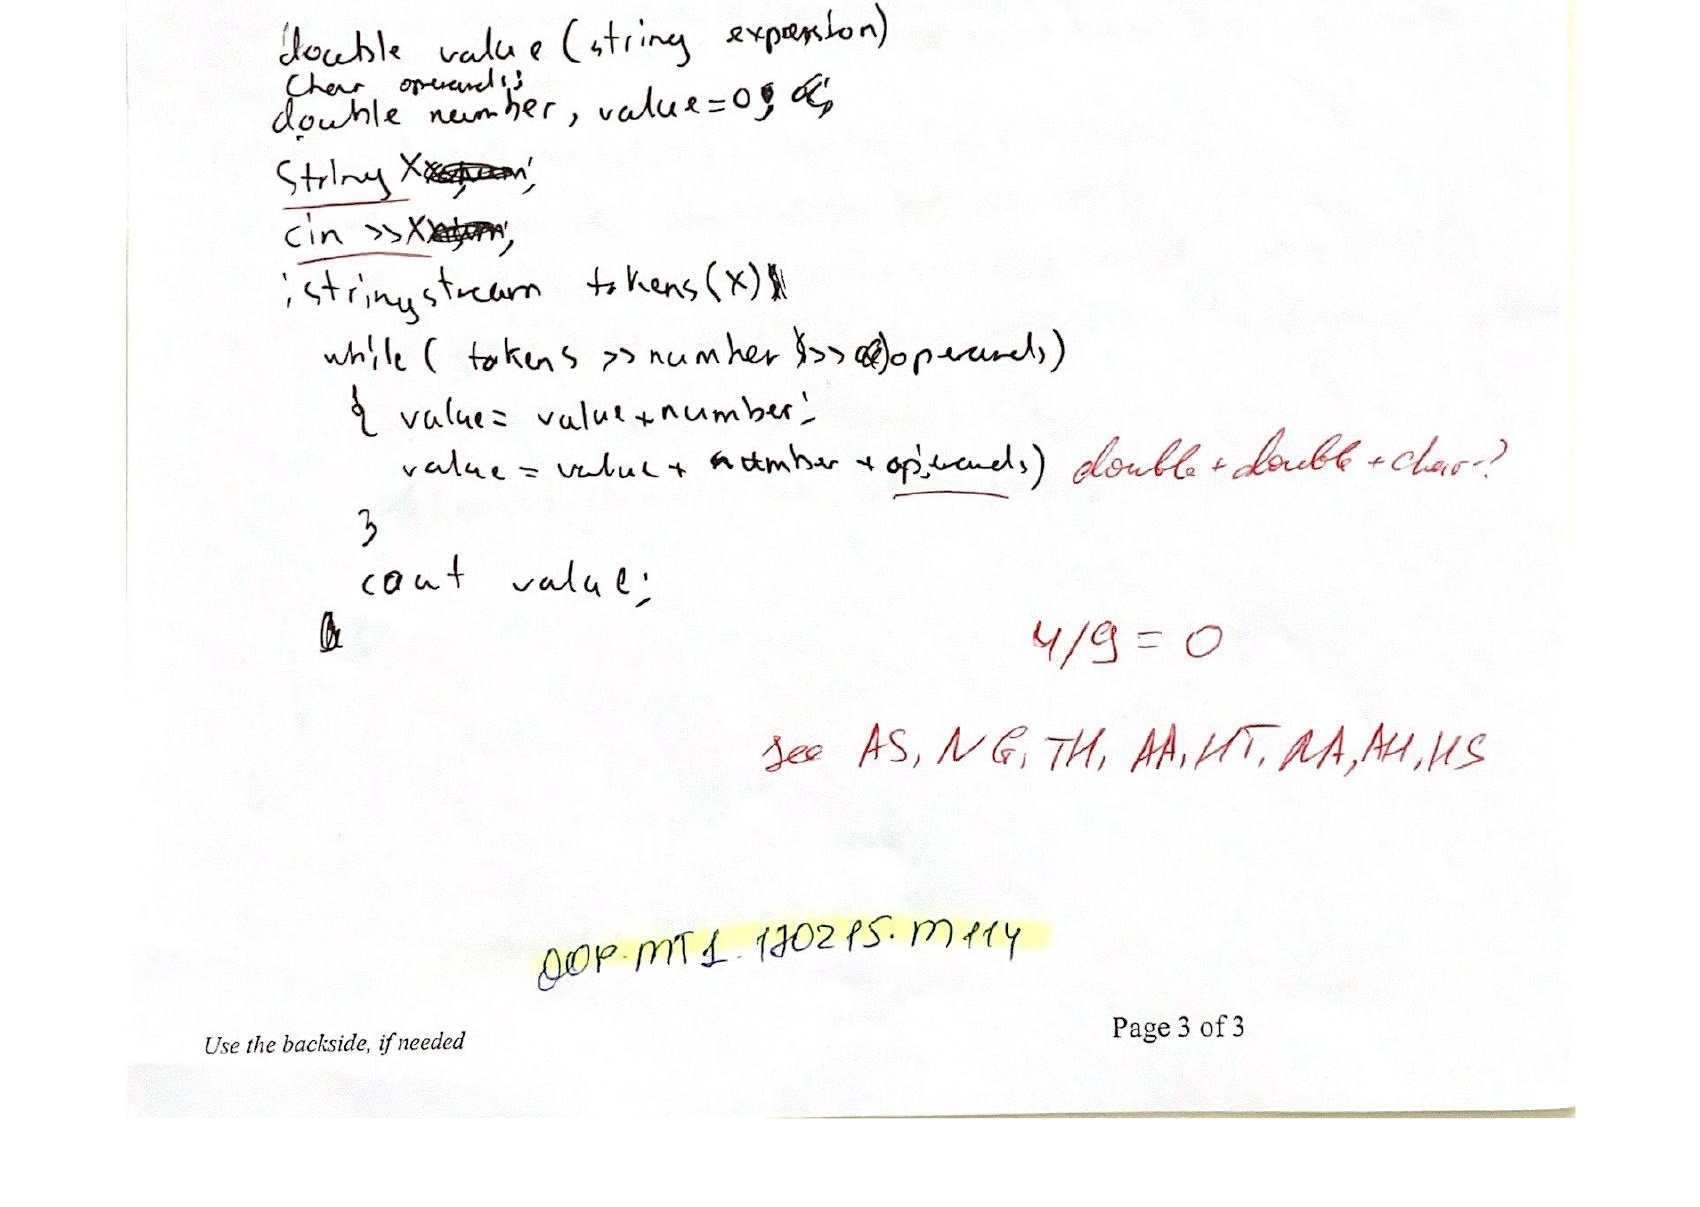 double value (string expression)
char operands;
double number, value=0;
String X ;
cin >>X ;
istringstream tokens(X)
while( tokens >>number >> operands)
{ value= value+number;
value = value+ number + operands) double + double + char-?
}
cout value;
4/9 = 0
see AS, NG, TH, AA, HT, RA, AH, HS
OOP.MT1.170215.M114
Use the backside, if needed
Page 3 of 3